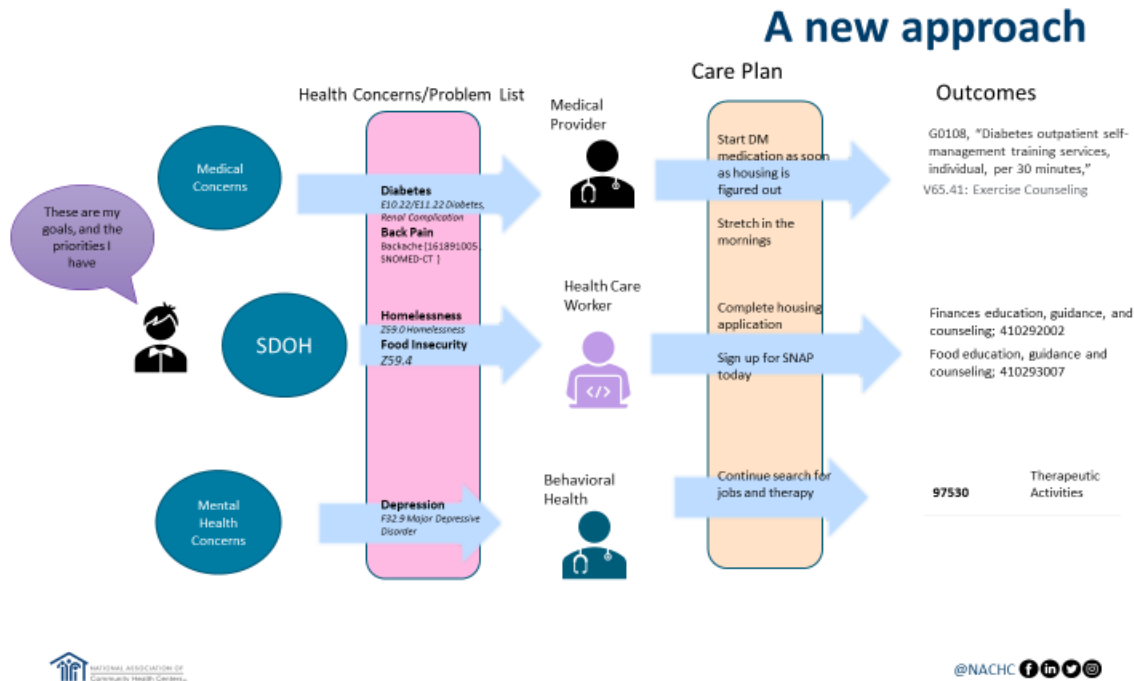 A new approach
Health Concerns/Problem List
Care Plan
Outcomes
These are my
goals, and the
priorities I
have
Medical
Concerns
Diabetes
E10.22/E11.22 Diabetes,
Renal Complication
Back Pain
Backache [161891005,
SNOMED-CT ]
Medical
Provider
Start DM
medication as soon
as housing is
figured out
Stretch in the
mornings
G0108, “Diabetes outpatient self-
management training services,
individual, per 30 minutes,”
V65.41: Exercise Counseling
SDOH
Homelessness
Z59.0 Homelessness
Food Insecurity
Z59.4
Health Care
Worker
Complete housing
application
Sign up for SNAP
today
Finances education, guidance, and
counseling; 410292002
Food education, guidance and
counseling; 410293007
Mental
Health
Concerns
Depression
F32.9 Major Depressive
Disorder
Behavioral
Health
Continue search for
jobs and therapy
97530
Therapeutic
Activities
NATIONAL ASSOCIATION OF
Community Health Centers
@NACHC